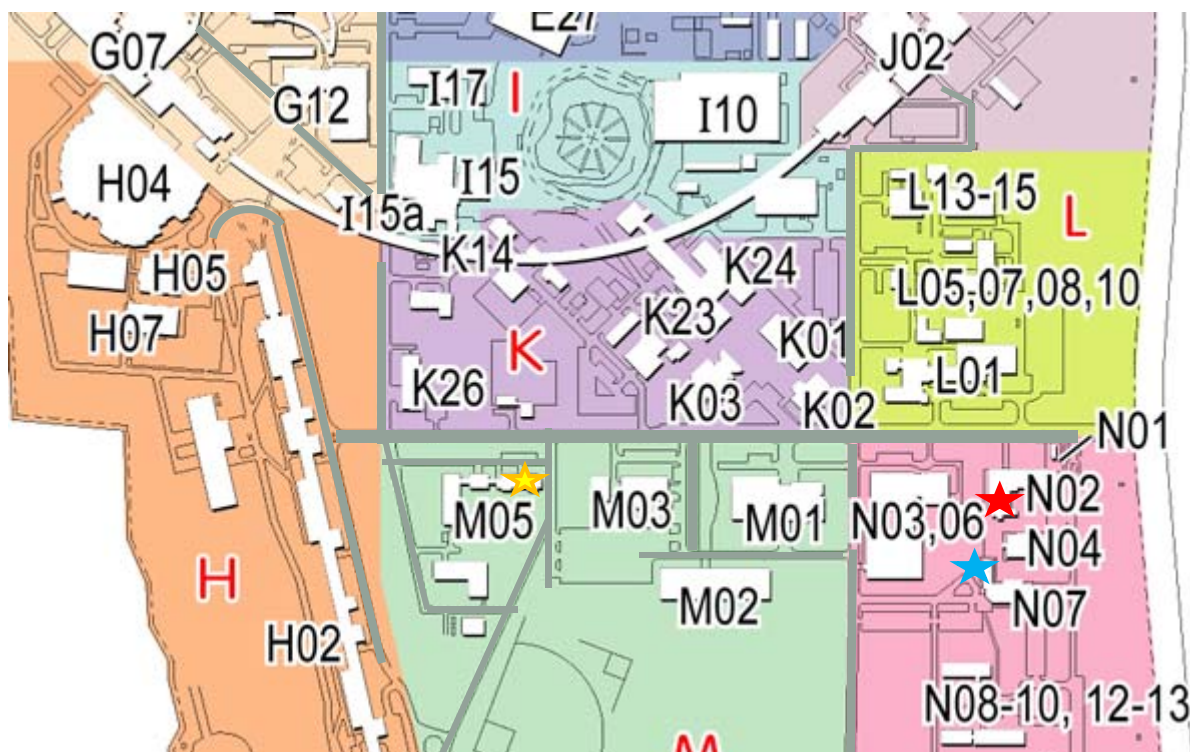 E27
G07
J02
I17
I
G12
I10
H04
I15
L13-15
I15a
L
K14
H05
K24
L05,07,08,10
H07
K23
K
K01
K26
L01
K03
K02
N01
N02
M05
M03
M01
N03,06
N04
H
M02
N07
H02
N08-10, 12-13
M